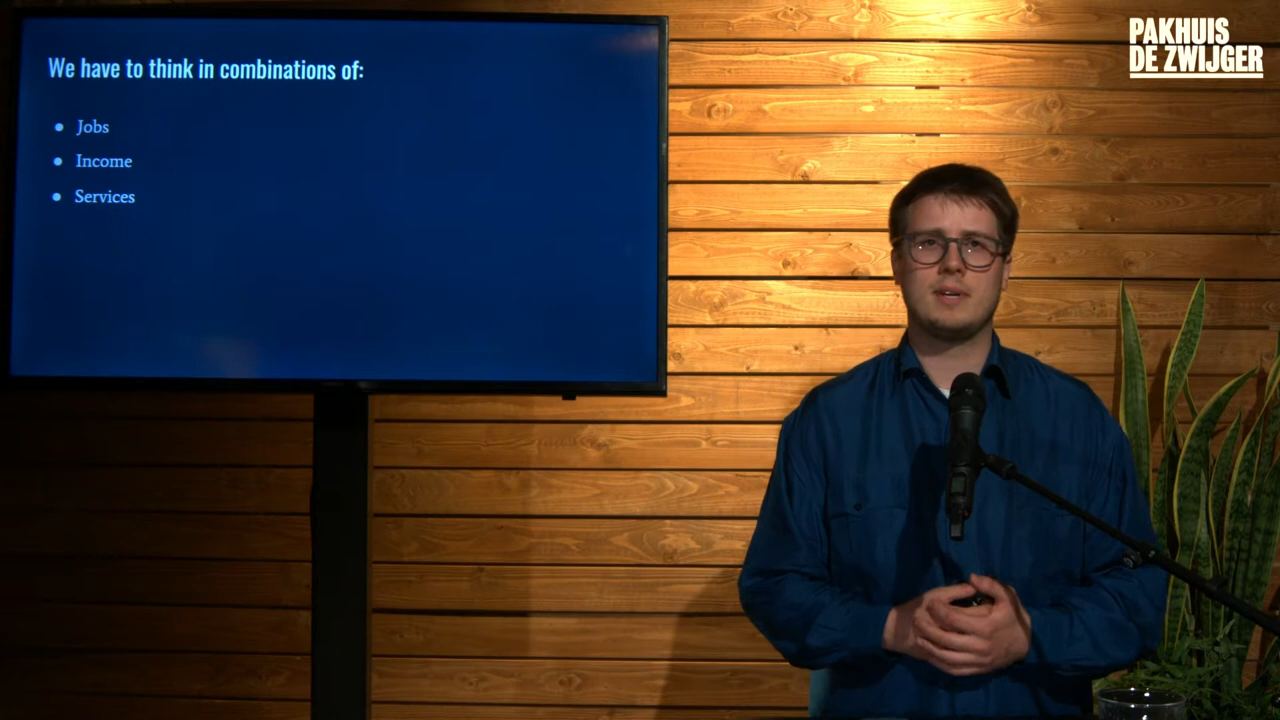 We have to think in combinations of:
● Jobs
● Income
● Services
PAKHUIS
DE ZWIJGER